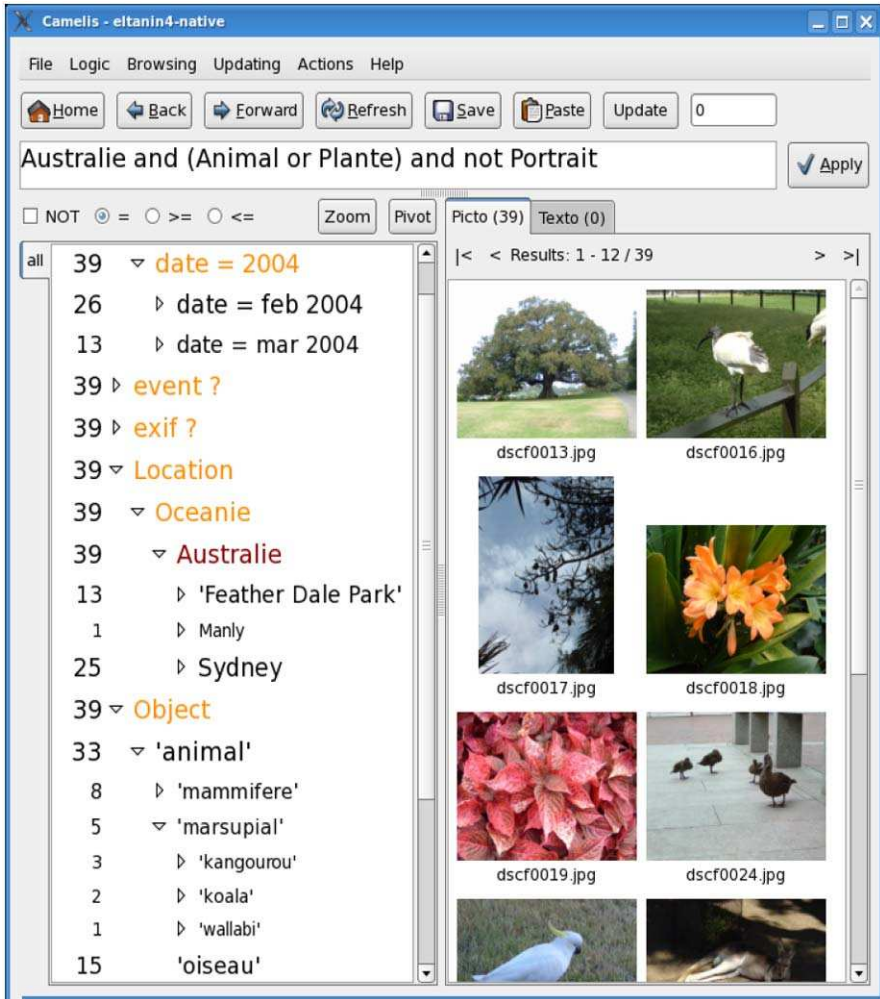 Camelis - eltanin4-native
File Logic Browsing Updating Actions Help
Home Back Forward Refresh Save Paste Update 0
Australie and (Animal or Plante) and not Portrait
Apply
NOT = >= <= Zoom Pivot
all
39 date = 2004
26 date = feb 2004
13 date = mar 2004
39 event ?
39 exif ?
39 Location
39 Oceanie
39 Australie
13 'Feather Dale Park'
1 Manly
25 Sydney
39 Object
33 'animal'
8 'mammifere'
5 'marsupial'
3 'kangourou'
2 'koala'
1 'wallabi'
15 'oiseau'
Picto (39) Texto (0)
|< < Results: 1 - 12 / 39 > >|
dscf0013.jpg dscf0016.jpg
dscf0017.jpg dscf0018.jpg
dscf0019.jpg dscf0024.jpg